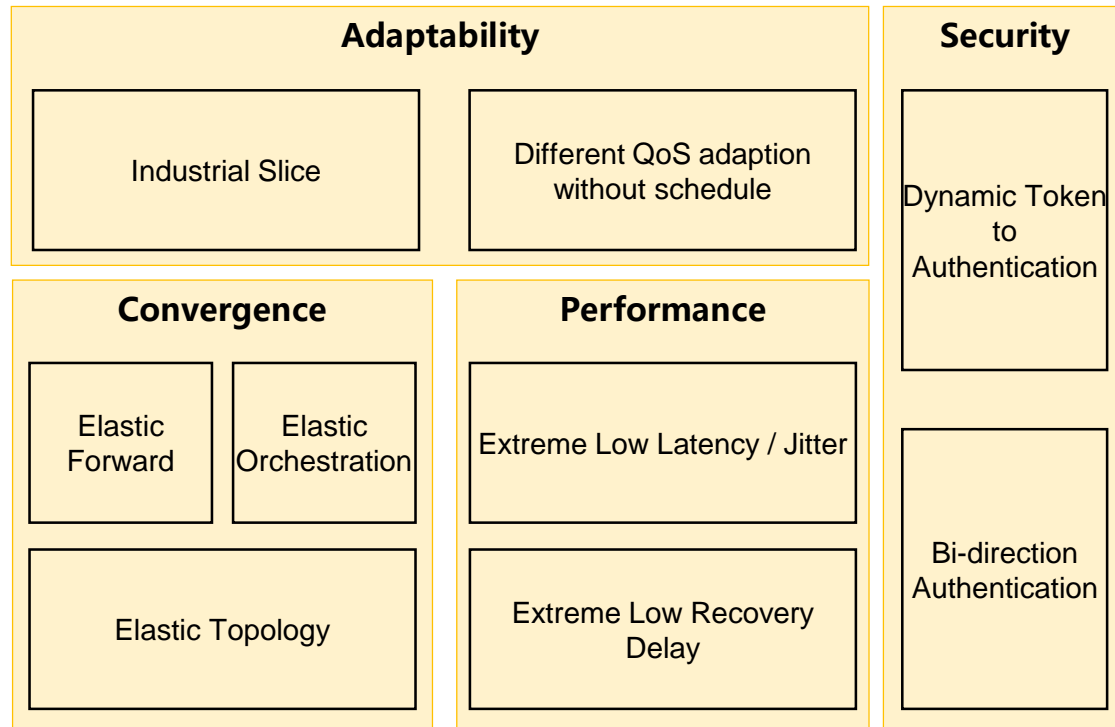 Adaptability
Industrial Slice
Different QoS adaption
without schedule
Convergence
Elastic
Forward
Elastic
Orchestration
Elastic Topology
Performance
Extreme Low Latency / Jitter
Extreme Low Recovery
Delay
Security
Dynamic Token
to
Authentication
Bi-direction
Authentication